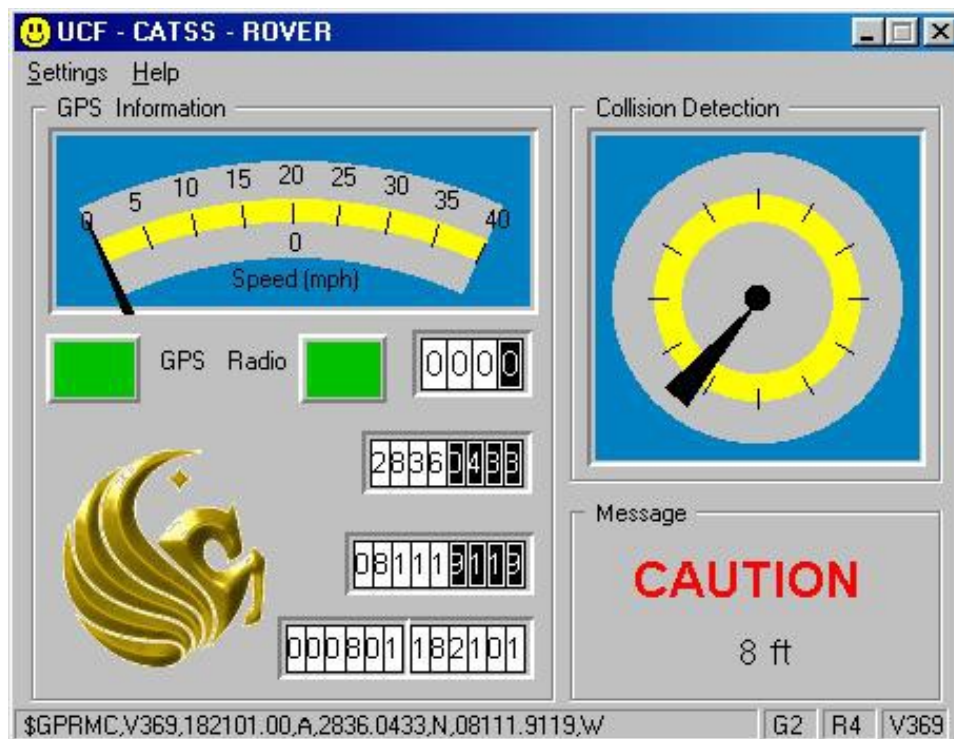 UCF - CATSS - ROVER
Settings Help
GPS Information
0 5 10 15 20 25 30 35 40
0
Speed (mph)
GPS Radio
0000
28360433
081119119
000801 182101
Collision Detection
Message
CAUTION
8 ft
$GPRMC,V369,182101.00,A,2836.0433,N,08111.9119,W
G2 R4 V369